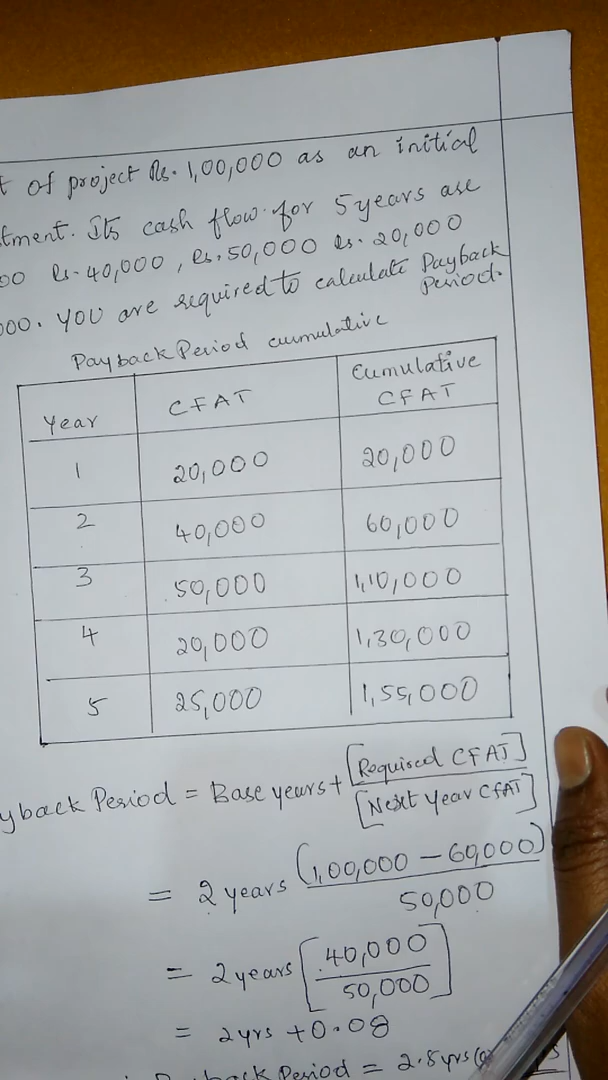 t of project Rs. 1,00,000 as an initial
tment. Its cash flow for 5 years are
00 Rs. 40,000, Rs. 50,000 Rs. 20,000
000. You are required to calculate Payback
Period.
Payback Period cumulative
Year CFAT Cumulative CFAT
1 20,000 20,000
2 40,000 60,000
3 50,000 1,10,000
4 20,000 1,30,000
5 25,000 1,55,000
yback Period = Base years + [Required CFAT]
[Next Year CFAT]
= 2 years (1,00,000 - 60,000)
50,000
= 2 years [40,000
50,000]
= 2yrs + 0.08
Payback Period = 2.8yrs